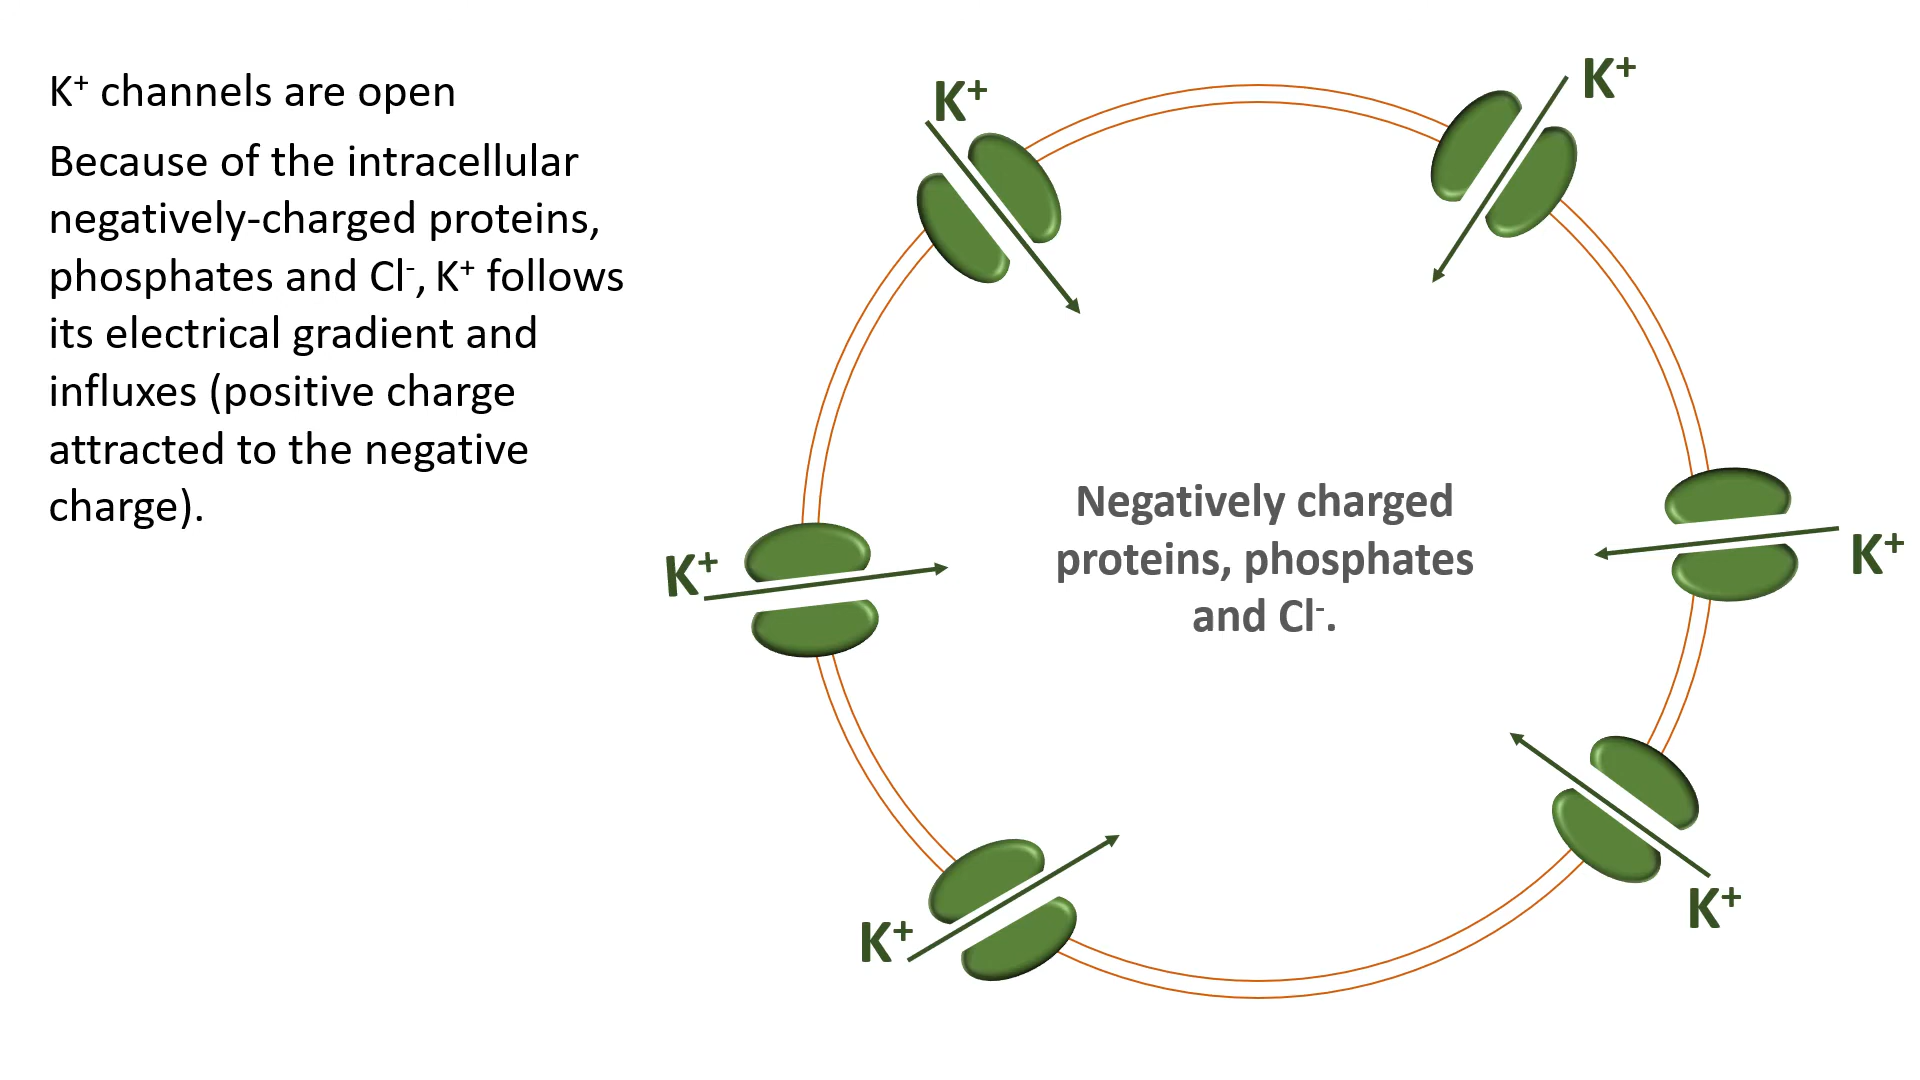 K⁺ channels are open
Because of the intracellular
negatively-charged proteins,
phosphates and Cl⁻, K⁺ follows
its electrical gradient and
influxes (positive charge
attracted to the negative
charge).
K⁺
K⁺
K⁺
Negatively charged
proteins, phosphates
and Cl⁻.
K⁺
K⁺
K⁺